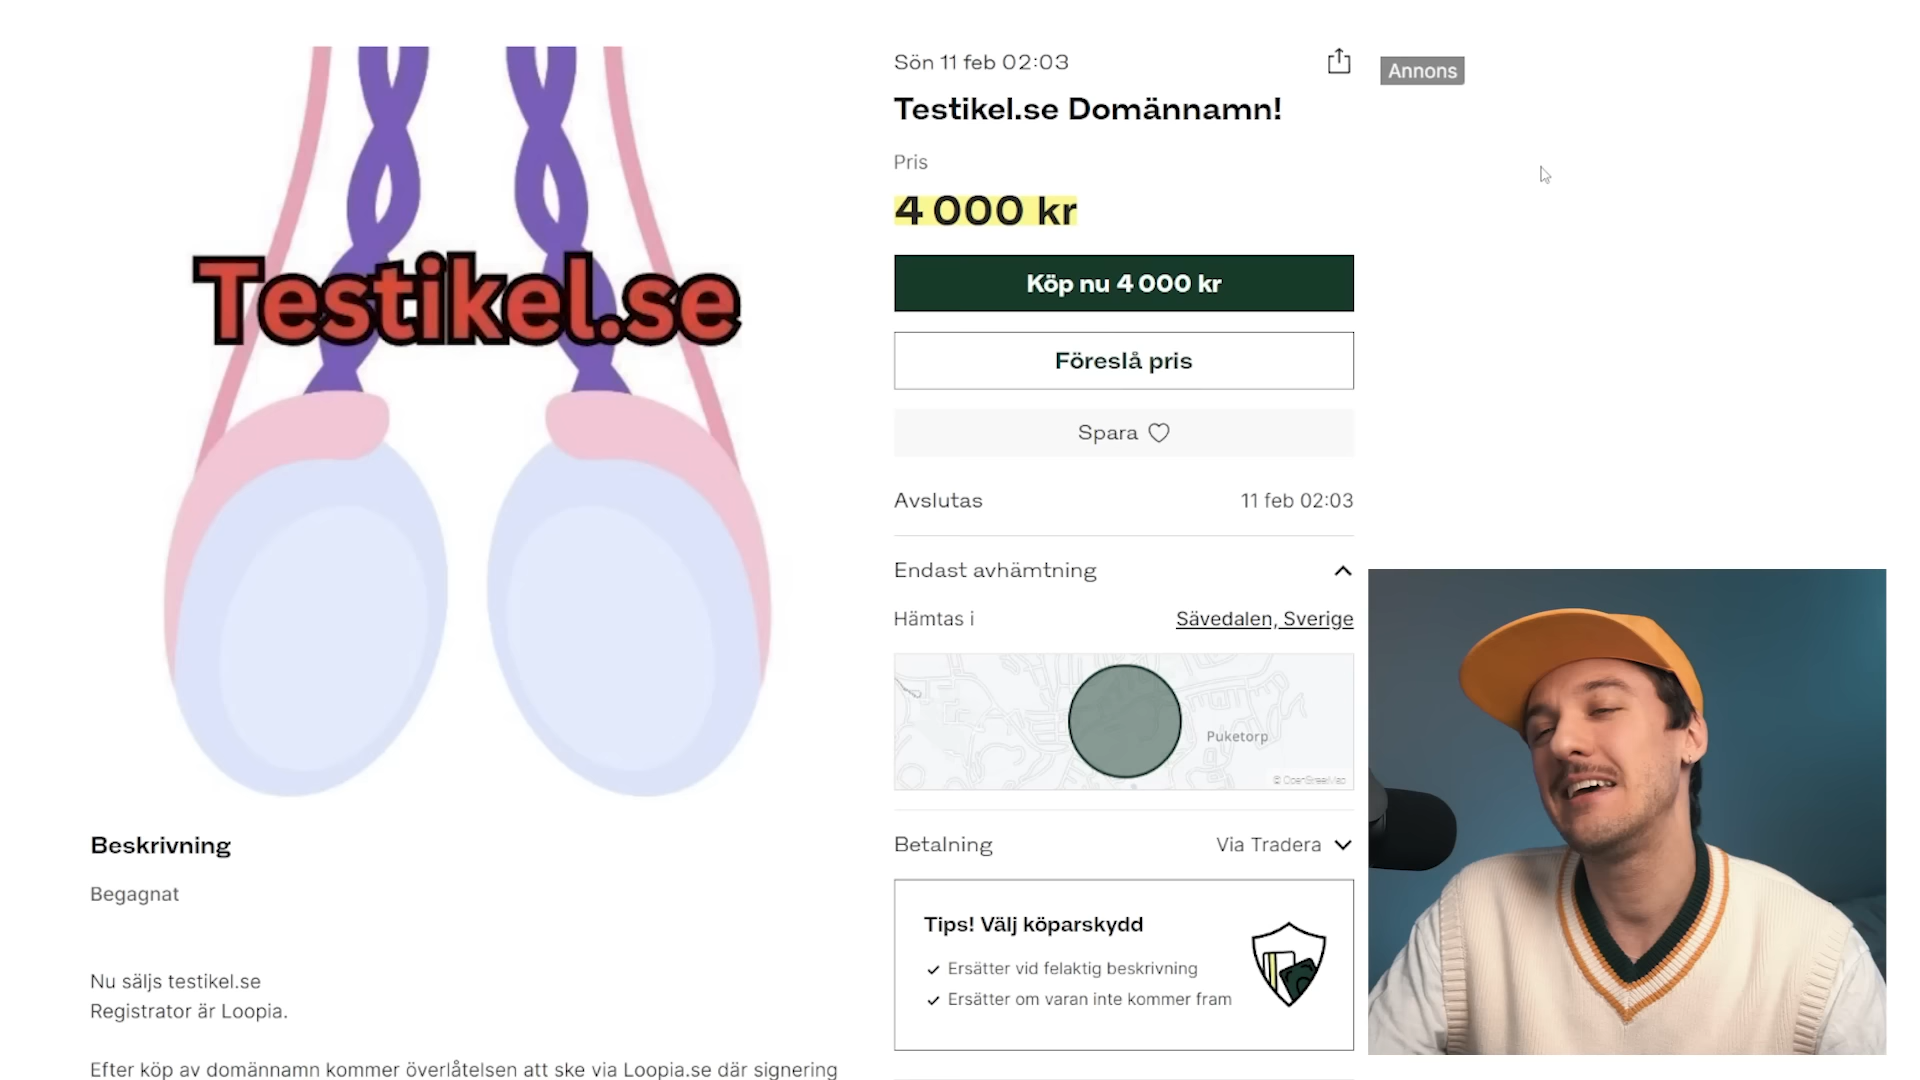 Testikel.se
Sön 11 feb 02:03
Annons
Testikel.se Domännamn!
Pris
4 000 kr
Köp nu 4 000 kr
Föreslå pris
Spara
Avslutas 11 feb 02:03
Endast avhämtning
Hämtas i Sävedalen, Sverige
Puketorp
© OpenStreetMap
Betalning Via Tradera
Tips! Välj köparskydd
Ersätter vid felaktig beskrivning
Ersätter om varan inte kommer fram
Beskrivning
Begagnat
Nu säljs testikel.se
Registrator är Loopia.
Efter köp av domännamn kommer överlåtelsen att ske via Loopia.se där signering